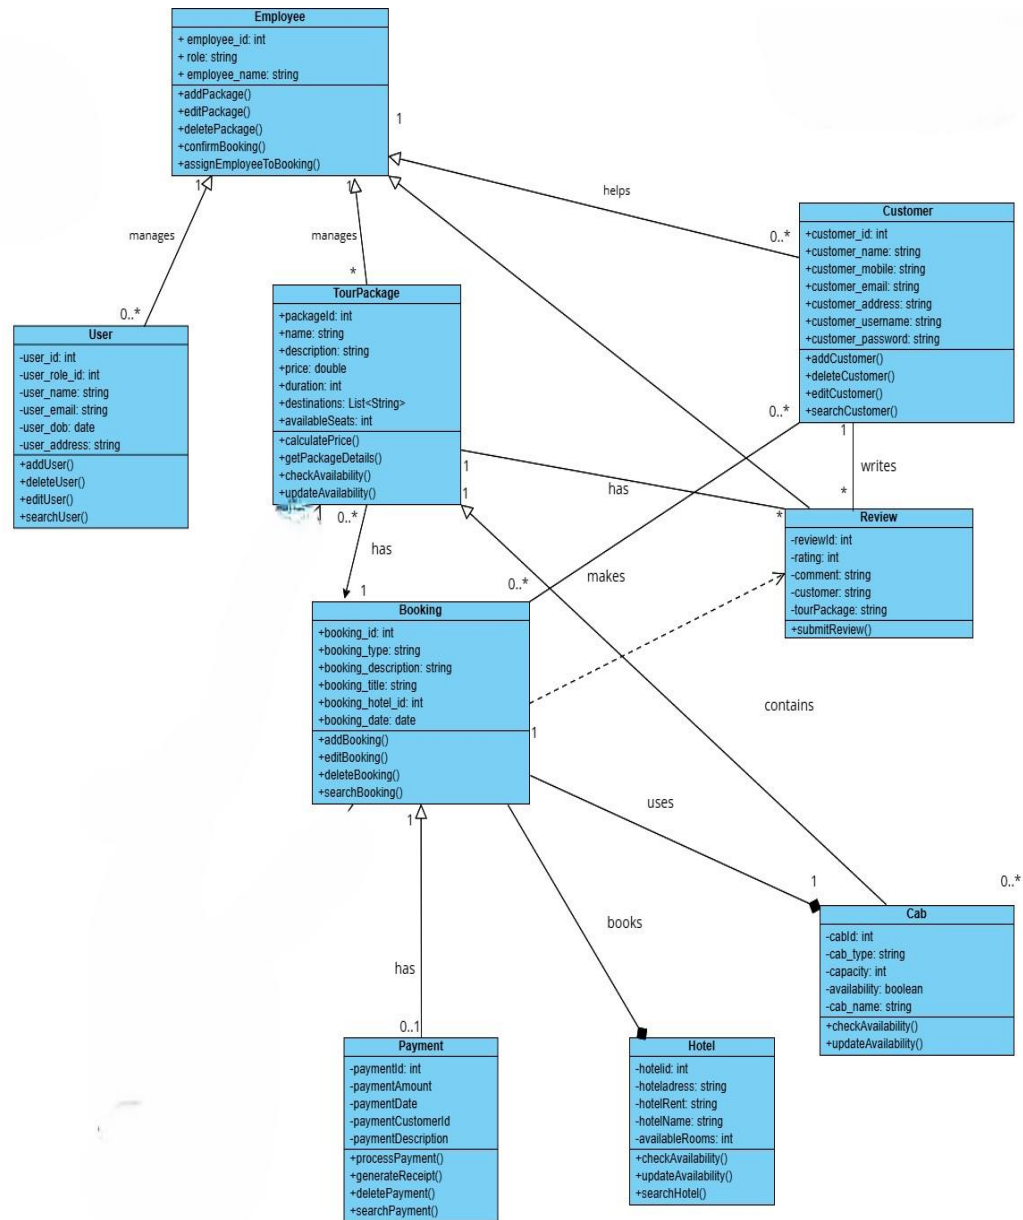 Employee
+ employee_id: int
+ role: string
+ employee_name: string
+addPackage()
+editPackage()
+deletePackage()
+confirmBooking()
+assignEmployeeToBooking()
1
1
1
helps
manages
manages
0..*
*
0..*
Customer
+customer_id: int
+customer_name: string
+customer_mobile: string
+customer_email: string
+customer_address: string
+customer_username: string
+customer_password: string
+addCustomer()
+deleteCustomer()
+editCustomer()
+searchCustomer()
0..*
1
writes
*
TourPackage
+packageId: int
+name: string
+description: string
+price: double
+duration: int
+destinations: List<String>
+availableSeats: int
+calculatePrice()
+getPackageDetails()
+checkAvailability()
+updateAvailability()
1
1
has
*
0..*
has
1
User
-user_id: int
-user_role_id: int
-user_name: string
-user_email: string
-user_dob: date
-user_address: string
+addUser()
+deleteUser()
+editUser()
+searchUser()
Review
-reviewId: int
-rating: int
-comment: string
-customer: string
-tourPackage: string
+submitReview()
0..*
makes
Booking
+booking_id: int
+booking_type: string
+booking_description: string
+booking_title: string
+booking_hotel_id: int
+booking_date: date
+addBooking()
+editBooking()
+deleteBooking()
+searchBooking()
1
contains
uses
1
1
0..*
books
has
0..1
Cab
-cabId: int
-cab_type: string
-capacity: int
-availability: boolean
-cab_name: string
+checkAvailability()
+updateAvailability()
Payment
-paymentId: int
-paymentAmount
-paymentDate
-paymentCustomerId
-paymentDescription
+processPayment()
+generateReceipt()
+deletePayment()
+searchPayment()
Hotel
-hotelid: int
-hoteladress: string
-hotelRent: string
-hotelName: string
-availableRooms: int
+checkAvailability()
+updateAvailability()
+searchHotel()